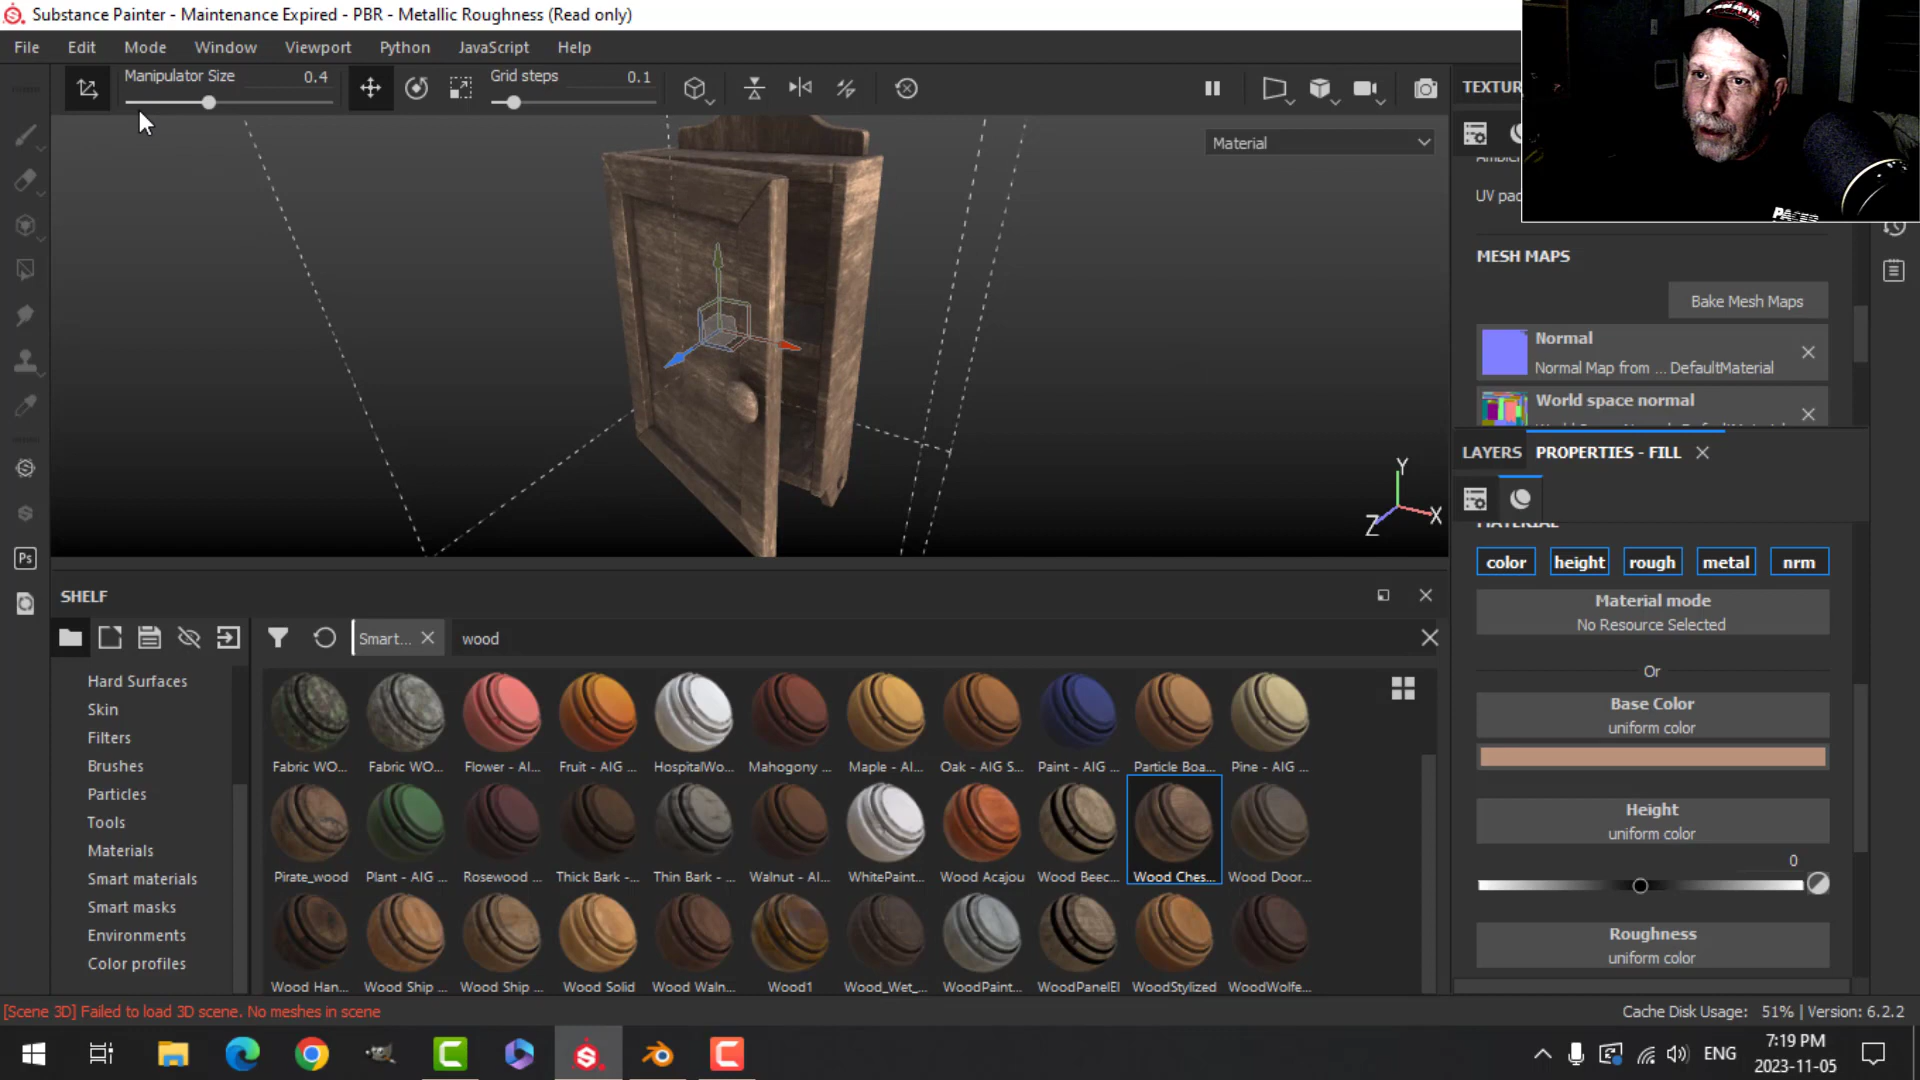 Substance Painter - Maintenance Expired - PBR - Metallic Roughness (Read only)
File Edit Mode Window Viewport Python JavaScript Help
Manipulator Size 0.4 Grid steps 0.1
TEXTUR
Material
UV pac
MESH MAPS
Bake Mesh Maps
Normal
Normal Map from ... DefaultMaterial
World space normal
LAYERS PROPERTIES - FILL
MATERIAL
color height rough metal nrm
Material mode
No Resource Selected
Or
Base Color
uniform color
Height
uniform color
0
Roughness
uniform color
Y
Z X
Ps
SHELF
Smart... wood
Hard Surfaces
Skin
Filters
Brushes
Particles
Tools
Materials
Smart materials
Smart masks
Environments
Color profiles
Fabric WO... Fabric WO... Flower - Al... Fruit - AIG ... HospitalWo... Mahogony ... Maple - Al... Oak - AIG S... Paint - AIG ... Particle Boa... Pine - AIG ...
Pirate_wood Plant - AIG ... Rosewood ... Thick Bark -... Thin Bark - ... Walnut - Al... WhitePaint... Wood Acajou Wood Beec... Wood Ches... Wood Door...
Wood Han... Wood Ship ... Wood Ship ... Wood Solid Wood Waln... Wood1 Wood_Wet_... WoodPaint... WoodPanelEl WoodStylized WoodWolfe...
[Scene 3D] Failed to load 3D scene. No meshes in scene
Cache Disk Usage: 51% | Version: 6.2.2
ENG
7:19 PM
2023-11-05